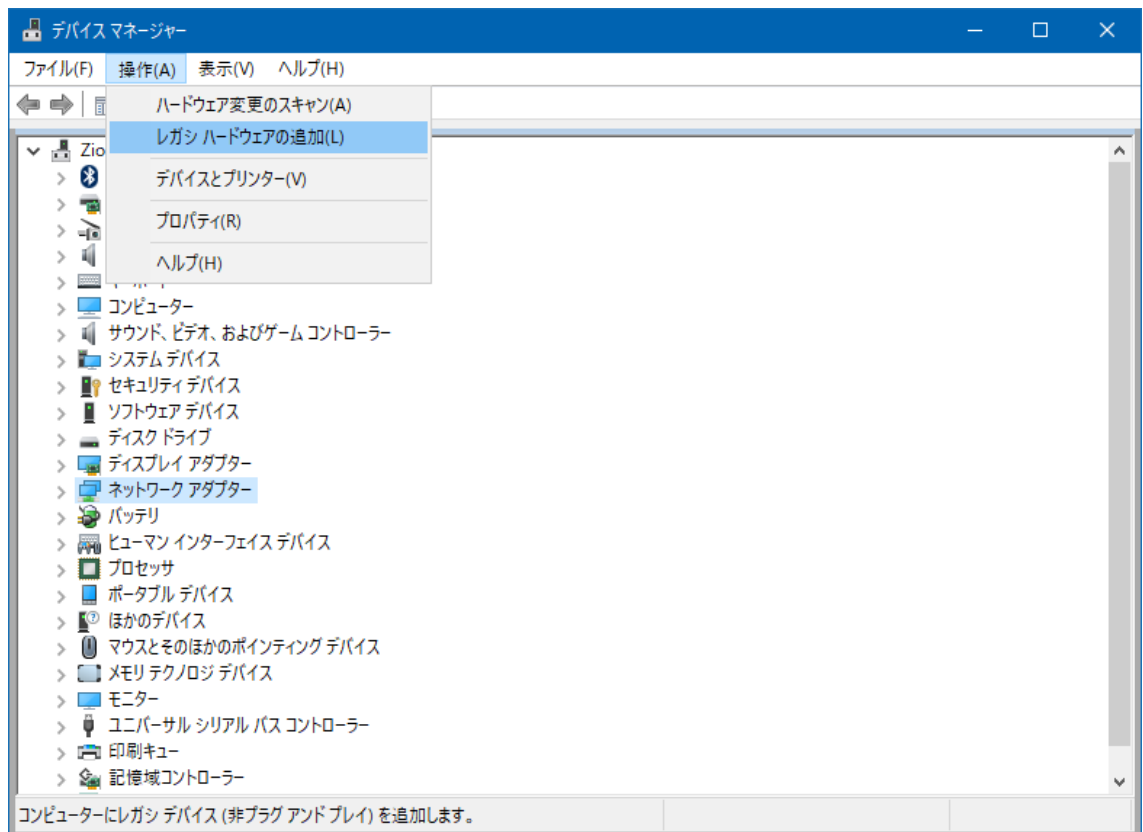 デバイス マネージャー
ファイル(F) 操作(A) 表示(V) ヘルプ(H)
ハードウェア変更のスキャン(A)
レガシ ハードウェアの追加(L)
デバイスとプリンター(V)
プロパティ(R)
ヘルプ(H)
Zio
コンピューター
サウンド、ビデオ、およびゲーム コントローラー
システム デバイス
セキュリティ デバイス
ソフトウェア デバイス
ディスク ドライブ
ディスプレイ アダプター
ネットワーク アダプター
バッテリ
ヒューマン インターフェイス デバイス
プロセッサ
ポータブル デバイス
ほかのデバイス
マウスとそのほかのポインティング デバイス
メモリ テクノロジ デバイス
モニター
ユニバーサル シリアル バス コントローラー
印刷キュー
記憶域コントローラー
コンピューターにレガシ デバイス (非プラグ アンド プレイ) を追加します。